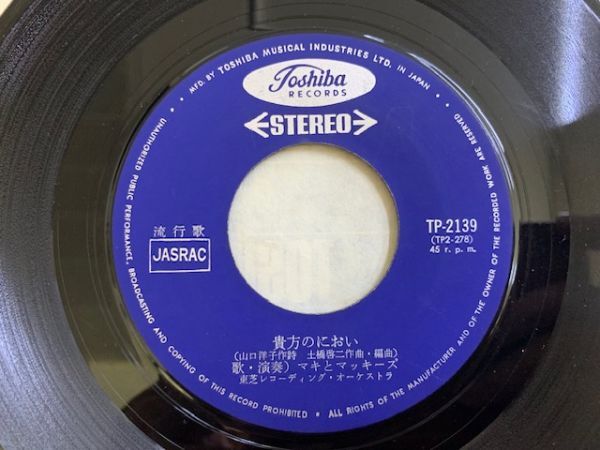 MFD. BY TOSHIBA MUSICAL INDUSTRIES LTD. IN JAPAN
Toshiba
RECORDS
STEREO
流行歌
JASRAC
TP-2139
(TP2-278)
45 r.p.m.
貴方のにおい
(山口洋子作詩 土橋啓二作曲・編曲)
歌・演奏) マキとマッキーズ
東芝レコーディング・オーケストラ
UNAUTHORIZED PUBLIC PERFORMANCE, BROADCASTING AND COPYING OF THIS RECORD PROHIBITED • ALL RIGHTS OF THE MANUFACTURER AND OF THE OWNER OF THE RECORDED WORK ARE RESERVED